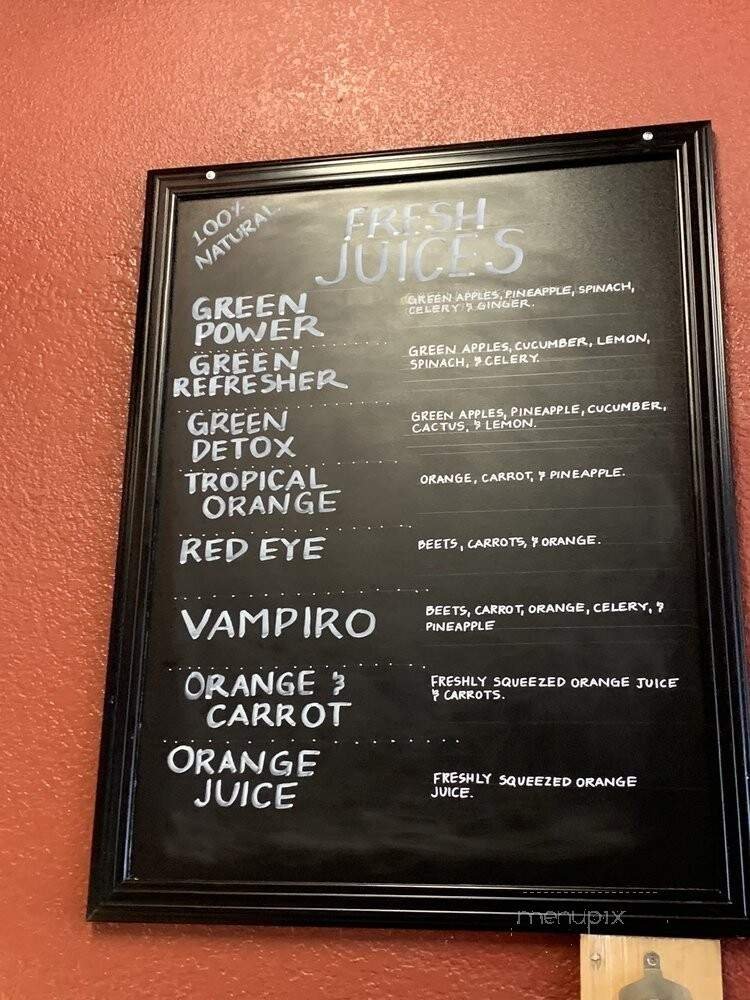 100%
NATURAL
FRESH
JUICES
GREEN
POWER
GREEN APPLES, PINEAPPLE, SPINACH,
CELERY & GINGER.
GREEN
REFRESHER
GREEN APPLES, CUCUMBER, LEMON,
SPINACH, & CELERY.
GREEN
DETOX
GREEN APPLES, PINEAPPLE, CUCUMBER,
CACTUS, & LEMON.
TROPICAL
ORANGE
ORANGE, CARROT, & PINEAPPLE.
RED EYE
BEETS, CARROTS, & ORANGE.
VAMPIRO
BEETS, CARROT, ORANGE, CELERY, &
PINEAPPLE
ORANGE &
CARROT
FRESHLY SQUEEZED ORANGE JUICE
& CARROTS.
ORANGE
JUICE
FRESHLY SQUEEZED ORANGE
JUICE.
menupix